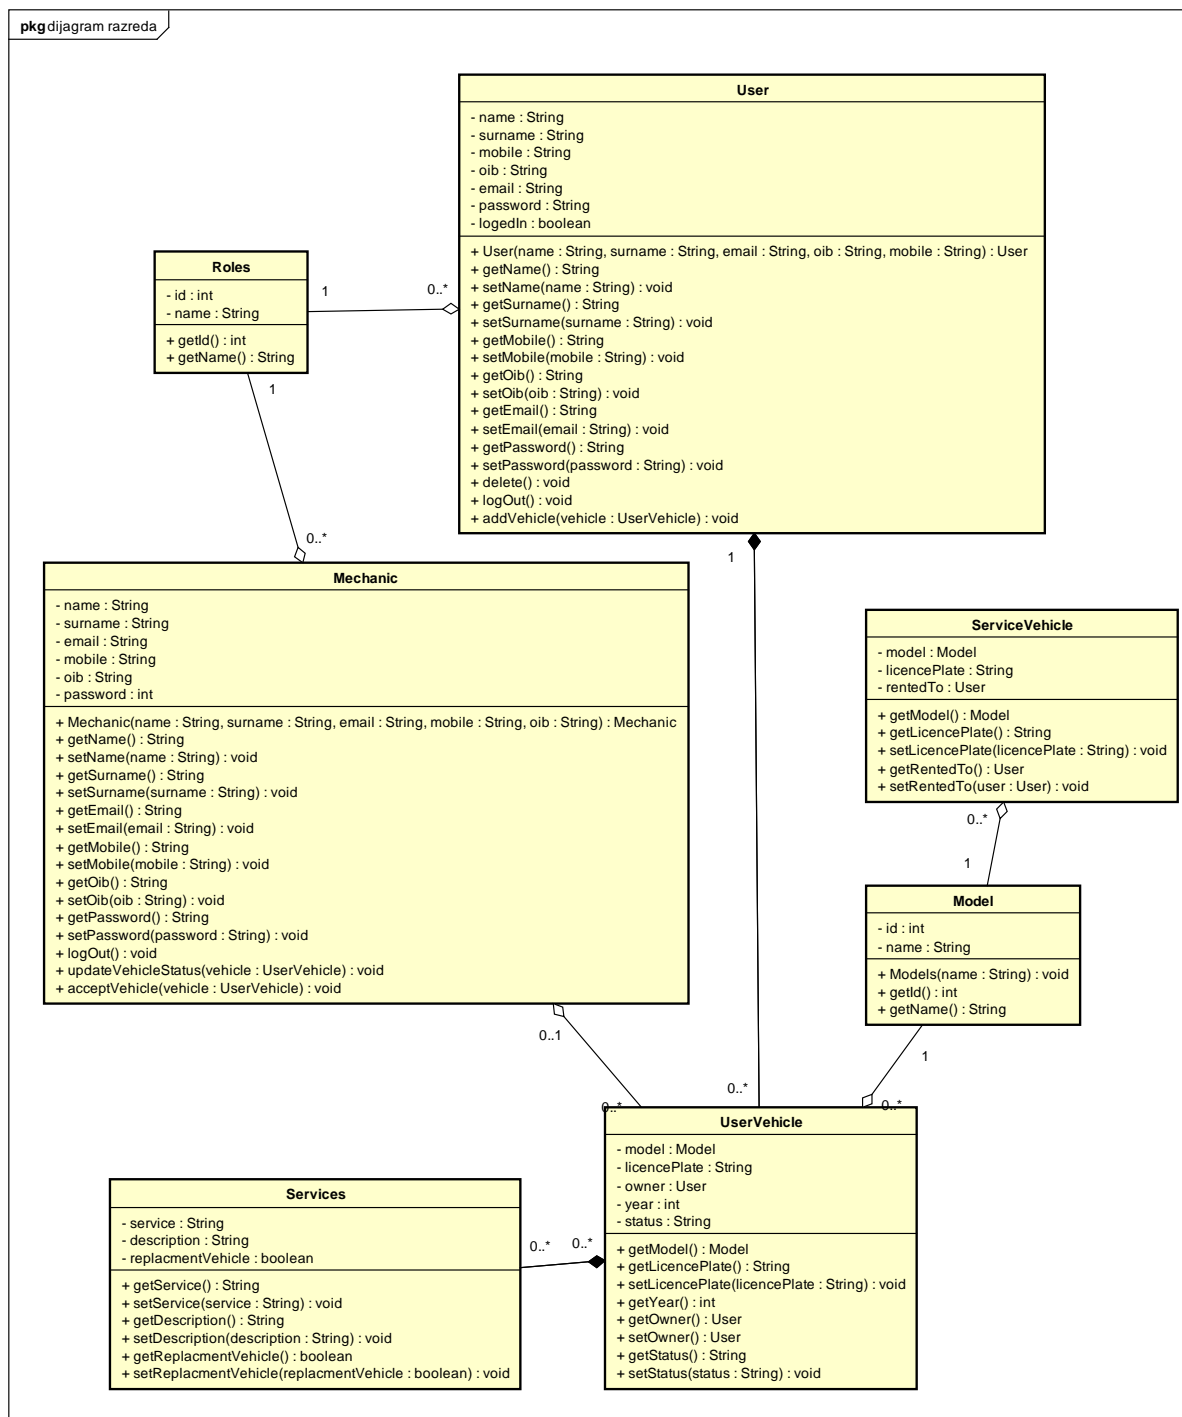 pkg dijagram razreda
User
- name : String
- surname : String
- mobile : String
- oib : String
- email : String
- password : String
- logedIn : boolean
+ User(name : String, surname : String, email : String, oib : String, mobile : String) : User
+ getName() : String
+ setName(name : String) : void
+ getSurname() : String
+ setSurname(surname : String) : void
+ getMobile() : String
+ setMobile(mobile : String) : void
+ getOib() : String
+ setOib(oib : String) : void
+ getEmail() : String
+ setEmail(email : String) : void
+ getPassword() : String
+ setPassword(password : String) : void
+ delete() : void
+ logOut() : void
+ addVehicle(vehicle : UserVehicle) : void
Roles
- id : int
- name : String
+ getId() : int
+ getName() : String
1
0..*
1
0..*
1
Mechanic
- name : String
- surname : String
- email : String
- mobile : String
- oib : String
- password : int
+ Mechanic(name : String, surname : String, email : String, mobile : String, oib : String) : Mechanic
+ getName() : String
+ setName(name : String) : void
+ getSurname() : String
+ setSurname(surname : String) : void
+ getEmail() : String
+ setEmail(email : String) : void
+ getMobile() : String
+ setMobile(mobile : String) : void
+ getOib() : String
+ setOib(oib : String) : void
+ getPassword() : String
+ setPassword(password : String) : void
+ logOut() : void
+ updateVehicleStatus(vehicle : UserVehicle) : void
+ acceptVehicle(vehicle : UserVehicle) : void
ServiceVehicle
- model : Model
- licencePlate : String
- rentedTo : User
+ getModel() : Model
+ getLicencePlate() : String
+ setLicencePlate(licencePlate : String) : void
+ getRentedTo() : User
+ setRentedTo(user : User) : void
0..*
1
Model
- id : int
- name : String
+ Models(name : String) : void
+ getId() : int
+ getName() : String
0..1
1
0..*
0..*
0..*
UserVehicle
- model : Model
- licencePlate : String
- owner : User
- year : int
- status : String
+ getModel() : Model
+ getLicencePlate() : String
+ setLicencePlate(licencePlate : String) : void
+ getYear() : int
+ getOwner() : User
+ setOwner() : User
+ getStatus() : String
+ setStatus(status : String) : void
Services
- service : String
- description : String
- replacmentVehicle : boolean
+ getService() : String
+ setService(service : String) : void
+ getDescription() : String
+ setDescription(description : String) : void
+ getReplacmentVehicle() : boolean
+ setReplacmentVehicle(replacmentVehicle : boolean) : void
0..*
0..*